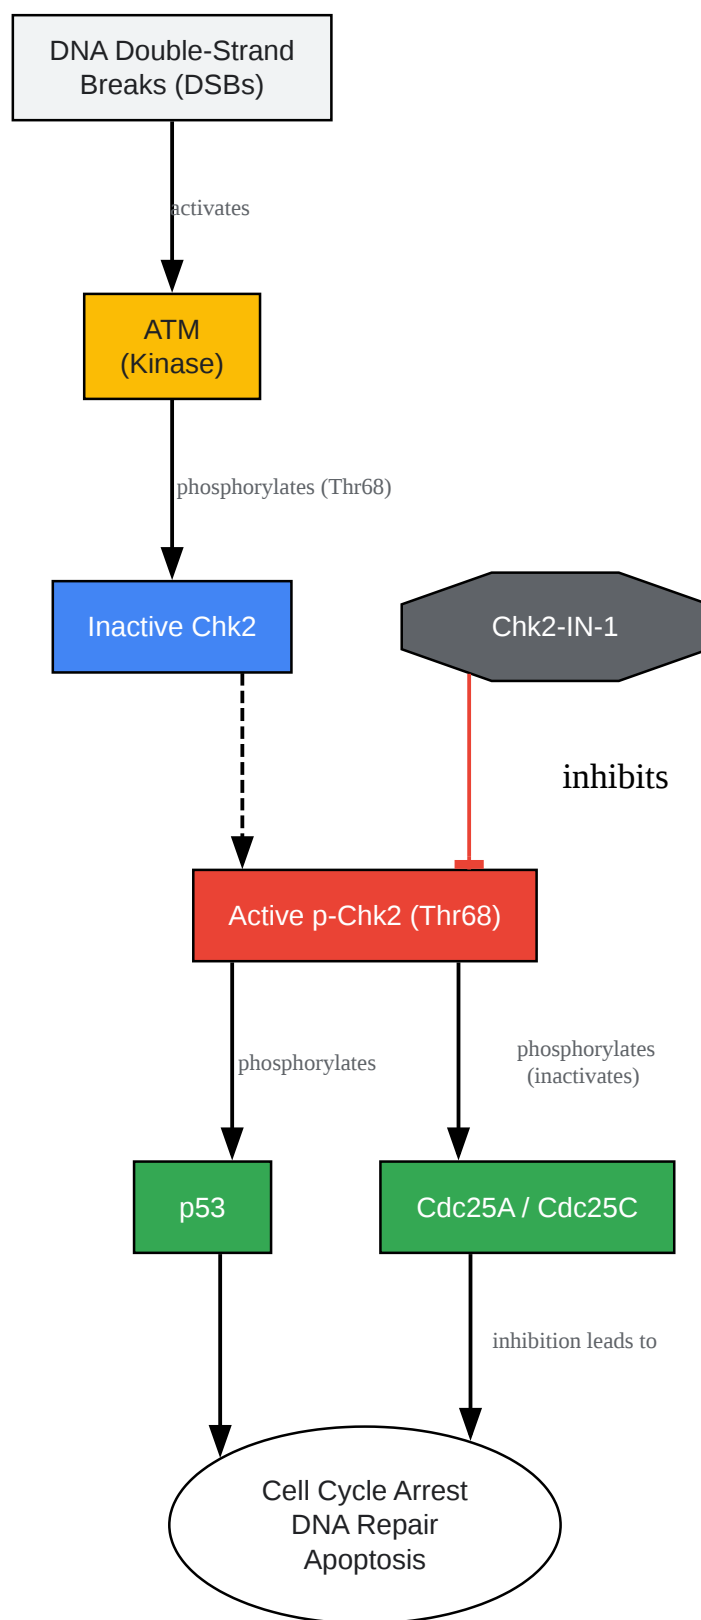 DNA Double-Strand
Breaks (DSBs)
activates
ATM
(Kinase)
phosphorylates (Thr68)
Inactive Chk2
Chk2-IN-1
inhibits
Active p-Chk2 (Thr68)
phosphorylates
phosphorylates
(inactivates)
p53
Cdc25A / Cdc25C
inhibition leads to
Cell Cycle Arrest
DNA Repair
Apoptosis